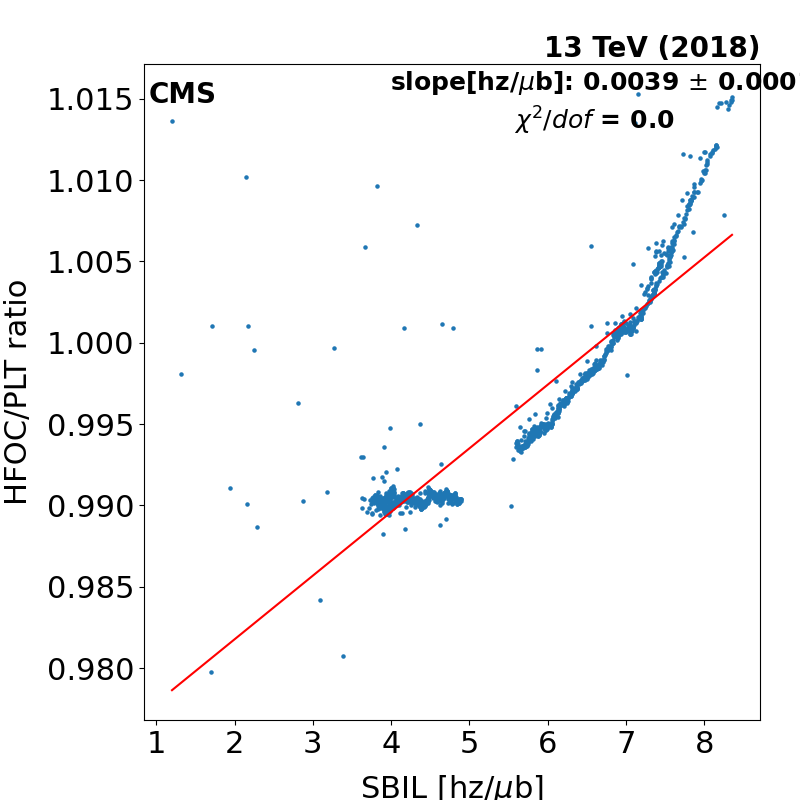 13 TeV (2018)
CMS
slope[hz/μb]: 0.0039 ± 0.000
χ²/dof = 0.0
HFOC/PLT ratio
1.015
1.010
1.005
1.000
0.995
0.990
0.985
0.980
1 2 3 4 5 6 7 8
SBIL [hz/μb]